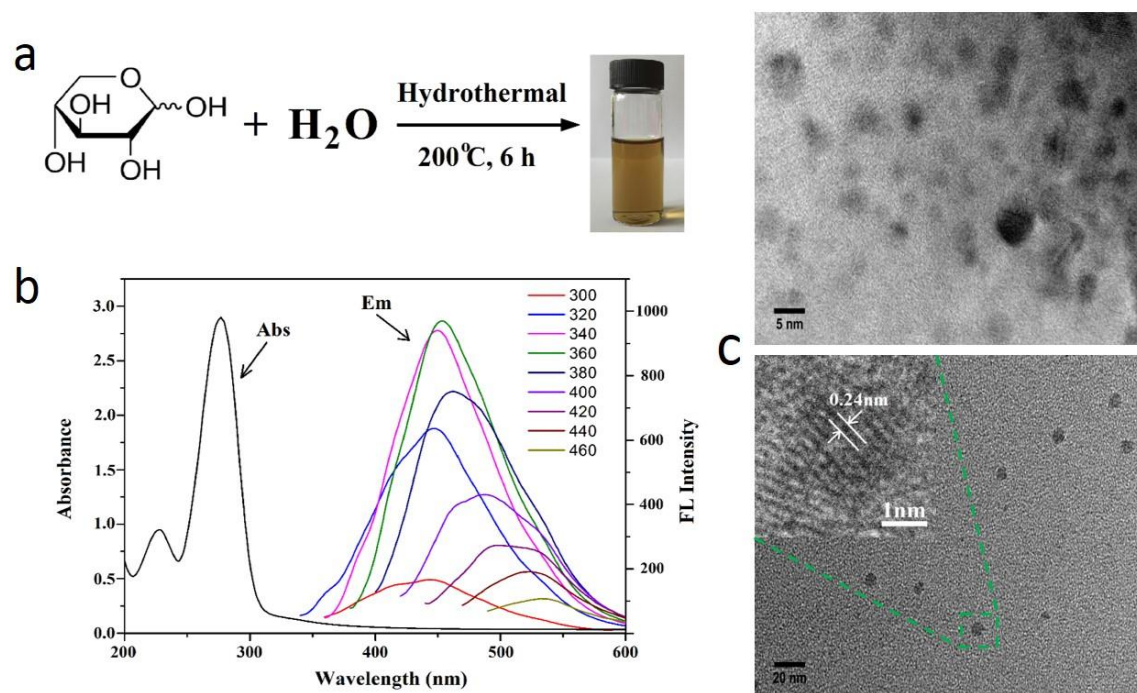 a
O
OH
OH
OH
OH
+ H₂O
Hydrothermal
200°C, 6 h
5 nm
b
3.0
2.5
2.0
1.5
1.0
0.5
0.0
Absorbance
Abs
Em
300
320
340
360
380
400
420
440
460
1000
800
600
400
200
FL Intensity
200
300
400
500
600
Wavelength (nm)
c
0.24nm
1nm
20 nm